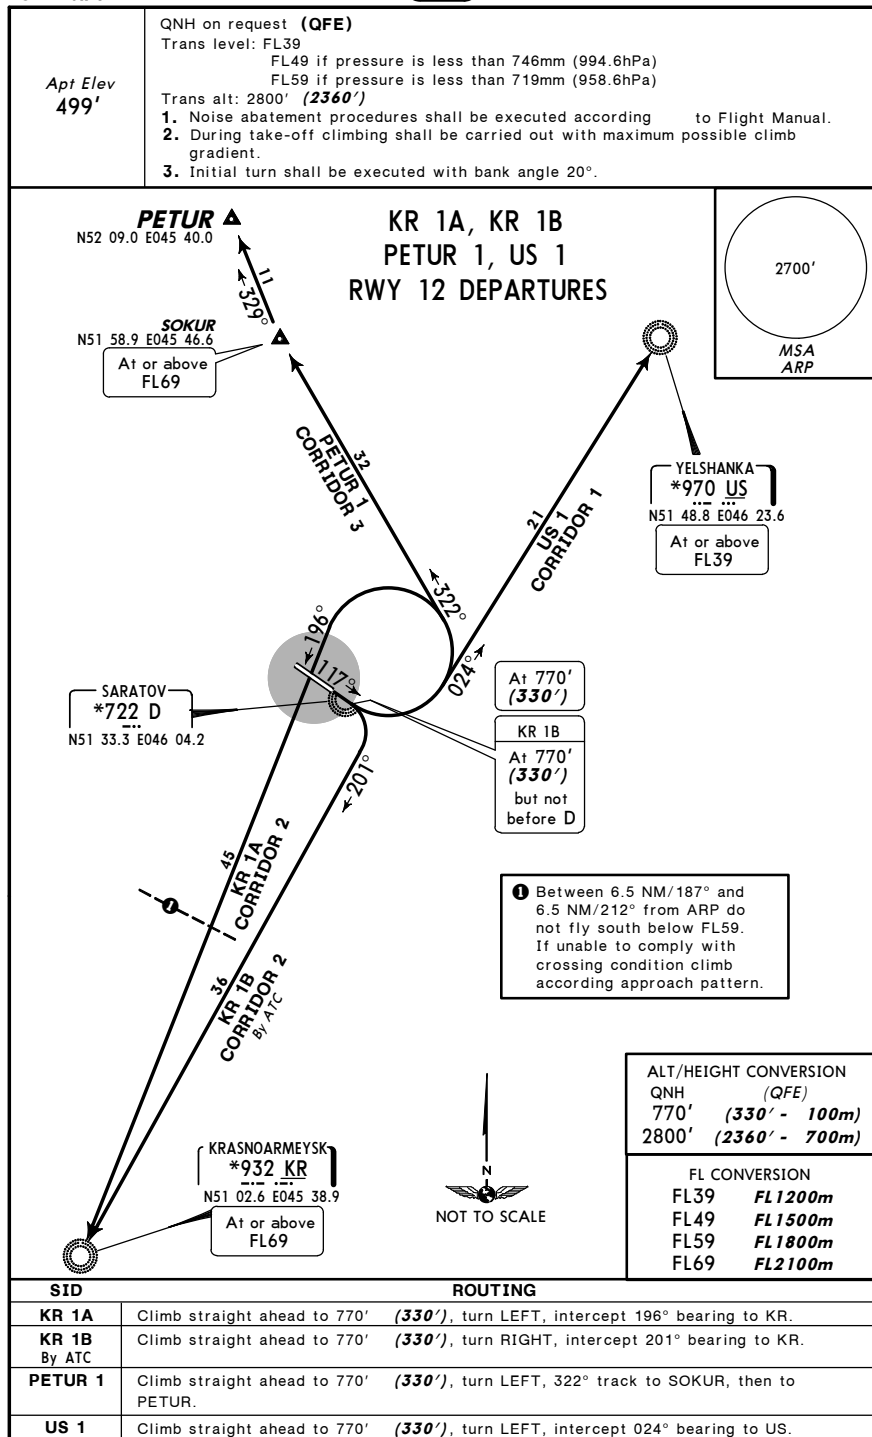 QNH on request (QFE)
Trans level: FL39
FL49 if pressure is less than 746mm (994.6hPa)
FL59 if pressure is less than 719mm (958.6hPa)
Trans alt: 2800' (2360')
1. Noise abatement procedures shall be executed according to Flight Manual.
2. During take-off climbing shall be carried out with maximum possible climb
gradient.
3. Initial turn shall be executed with bank angle 20°.
Apt Elev
499'
KR 1A, KR 1B
PETUR 1, US 1
RWY 12 DEPARTURES
2700'
MSA
ARP
PETUR
N52 09.0 E045 40.0
11
329°
SOKUR
N51 58.9 E045 46.6
At or above
FL69
32
PETUR 1
CORRIDOR 3
322°
21
US 1
CORRIDOR 1
024°
YELSHANKA
*970 US
N51 48.8 E046 23.6
At or above
FL39
196°
117°
SARATOV
*722 D
N51 33.3 E046 04.2
At 770'
(330')
KR 1B
At 770'
(330')
but not
before D
201°
45
KR 1A
CORRIDOR 2
1
36
KR 1B
CORRIDOR 2
By ATC
1 Between 6.5 NM/187° and
6.5 NM/212° from ARP do
not fly south below FL59.
If unable to comply with
crossing condition climb
according approach pattern.
KRASNOARMEYSK
*932 KR
N51 02.6 E045 38.9
At or above
FL69
N
NOT TO SCALE
ALT/HEIGHT CONVERSION
QNH (QFE)
770' (330' - 100m)
2800' (2360' - 700m)
FL CONVERSION
FL39 FL1200m
FL49 FL1500m
FL59 FL1800m
FL69 FL2100m
SID ROUTING
KR 1A Climb straight ahead to 770' (330'), turn LEFT, intercept 196° bearing to KR.
KR 1B Climb straight ahead to 770' (330'), turn RIGHT, intercept 201° bearing to KR.
By ATC
PETUR 1 Climb straight ahead to 770' (330'), turn LEFT, 322° track to SOKUR, then to
PETUR.
US 1 Climb straight ahead to 770' (330'), turn LEFT, intercept 024° bearing to US.